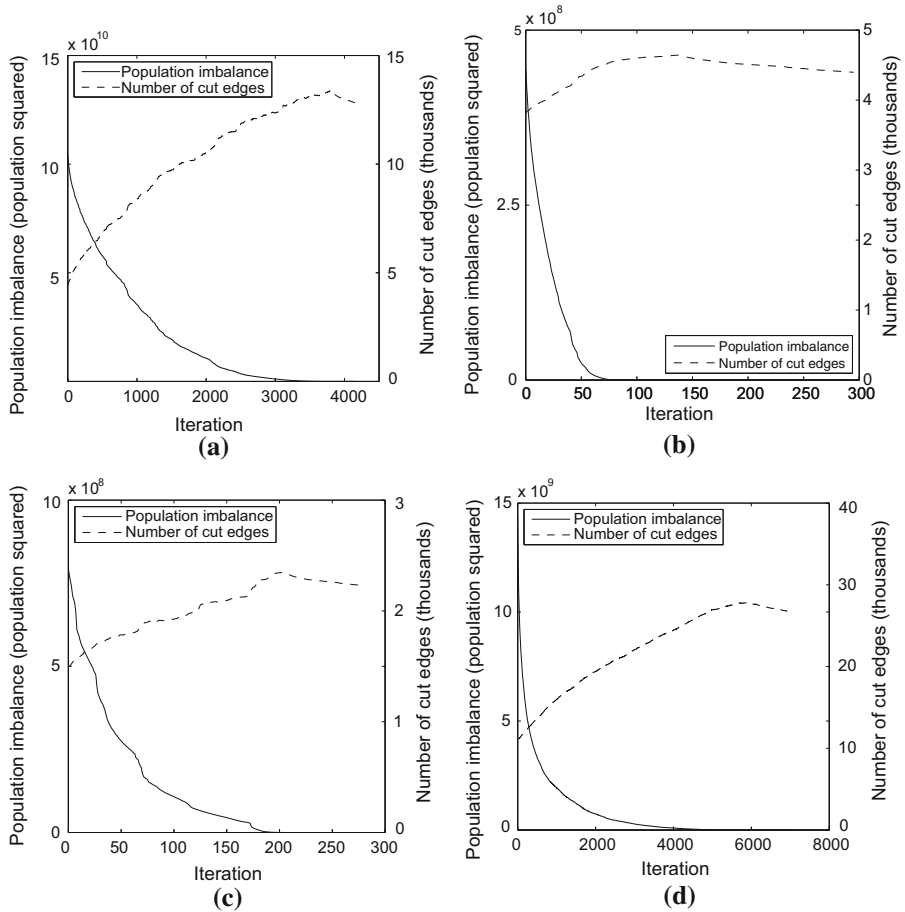 x 10^10
Population imbalance (population squared)
15
10
5
15
10
5
0
Number of cut edges (thousands)
Population imbalance
Number of cut edges
0 1000 2000 3000 4000
Iteration
(a)
x 10^8
Population imbalance (population squared)
5
2.5
0
5
4
3
2
1
0
Number of cut edges (thousands)
Population imbalance
Number of cut edges
0 50 100 150 200 250 300
Iteration
(b)
x 10^8
Population imbalance (population squared)
10
5
0
3
2
1
0
Number of cut edges (thousands)
Population imbalance
Number of cut edges
0 50 100 150 200 250 300
Iteration
(c)
x 10^9
Population imbalance (population squared)
15
10
5
0
40
30
20
10
0
Number of cut edges (thousands)
Population imbalance
Number of cut edges
0 2000 4000 6000 8000
Iteration
(d)